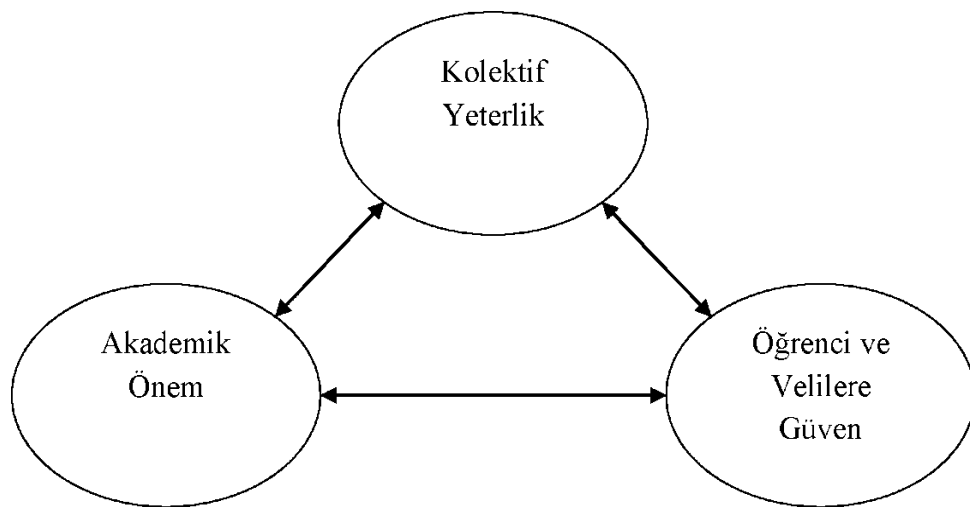 Kolektif
Yeterlik
Akademik
Önem
Öğrenci ve
Velilere
Güven